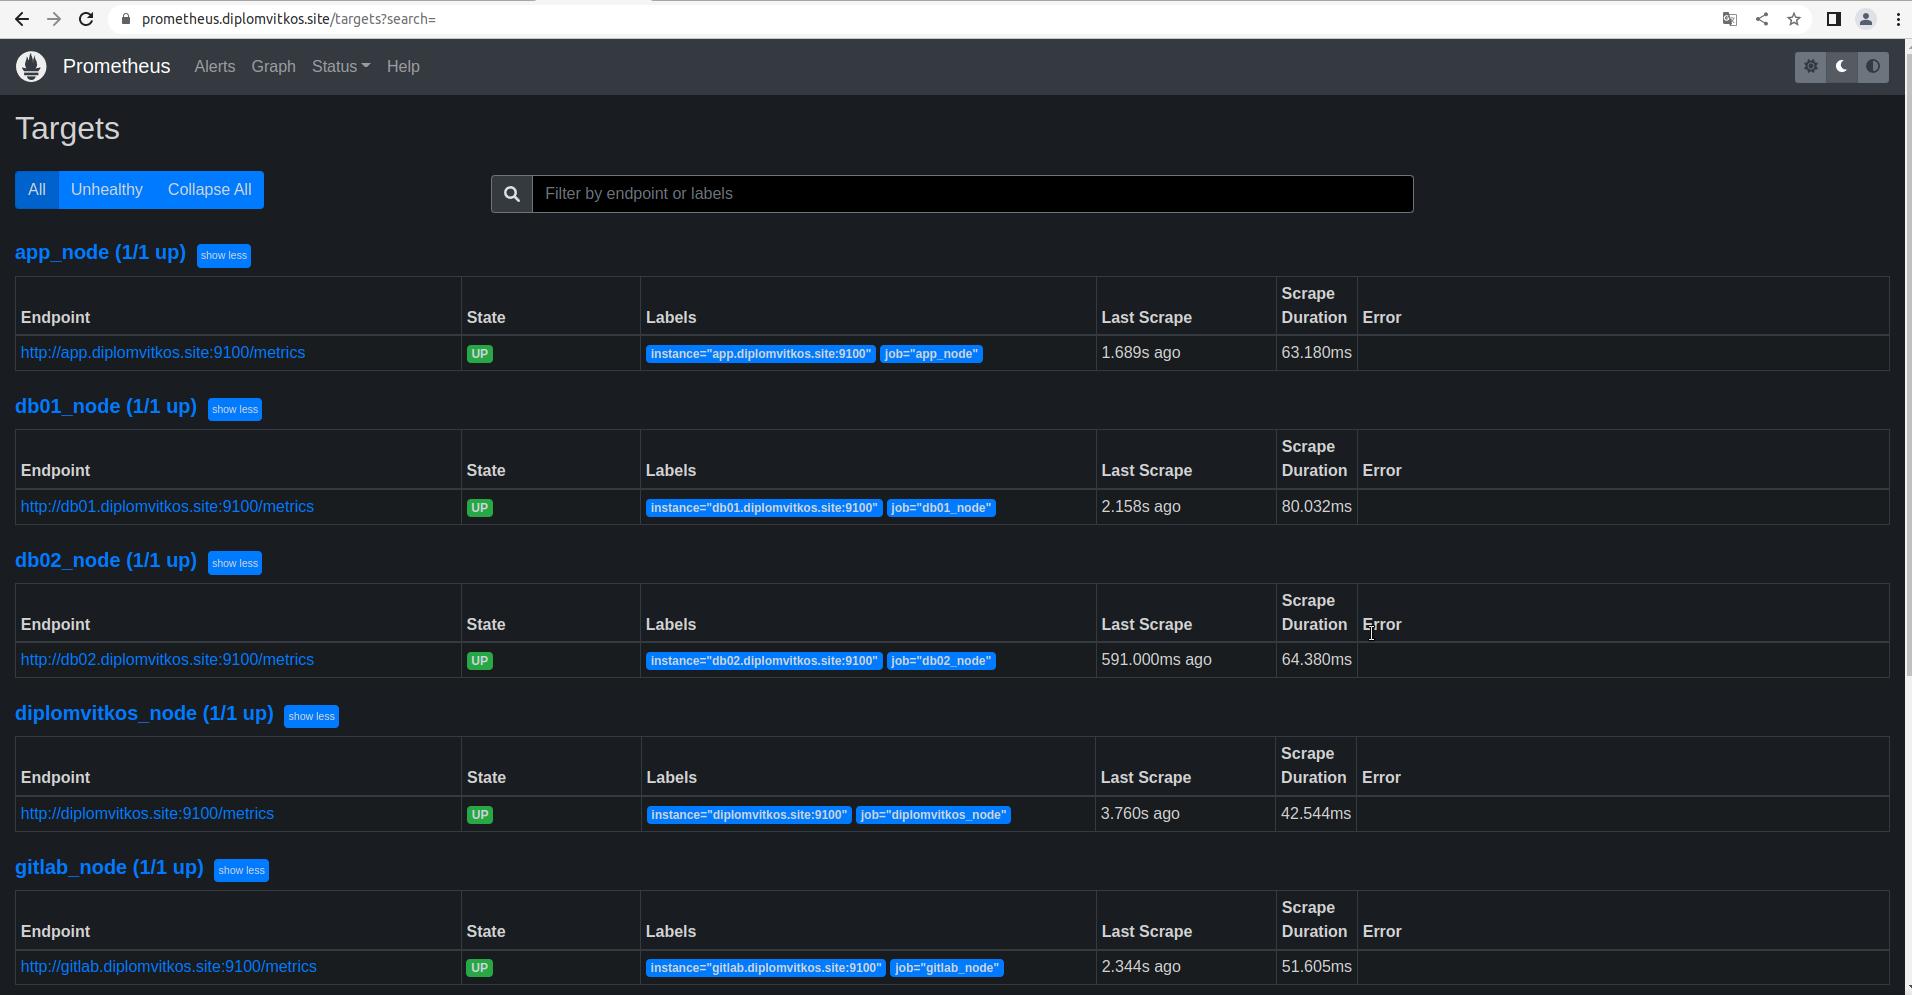 prometheus.diplomvitkos.site/targets?search=
Prometheus Alerts Graph Status Help
Targets
All Unhealthy Collapse All Filter by endpoint or labels
app_node (1/1 up) show less
Endpoint State Labels Last Scrape Scrape Duration Error
http://app.diplomvitkos.site:9100/metrics UP instance="app.diplomvitkos.site:9100" job="app_node" 1.689s ago 63.180ms
db01_node (1/1 up) show less
Endpoint State Labels Last Scrape Scrape Duration Error
http://db01.diplomvitkos.site:9100/metrics UP instance="db01.diplomvitkos.site:9100" job="db01_node" 2.158s ago 80.032ms
db02_node (1/1 up) show less
Endpoint State Labels Last Scrape Scrape Duration Error
http://db02.diplomvitkos.site:9100/metrics UP instance="db02.diplomvitkos.site:9100" job="db02_node" 591.000ms ago 64.380ms
diplomvitkos_node (1/1 up) show less
Endpoint State Labels Last Scrape Scrape Duration Error
http://diplomvitkos.site:9100/metrics UP instance="diplomvitkos.site:9100" job="diplomvitkos_node" 3.760s ago 42.544ms
gitlab_node (1/1 up) show less
Endpoint State Labels Last Scrape Scrape Duration Error
http://gitlab.diplomvitkos.site:9100/metrics UP instance="gitlab.diplomvitkos.site:9100" job="gitlab_node" 2.344s ago 51.605ms